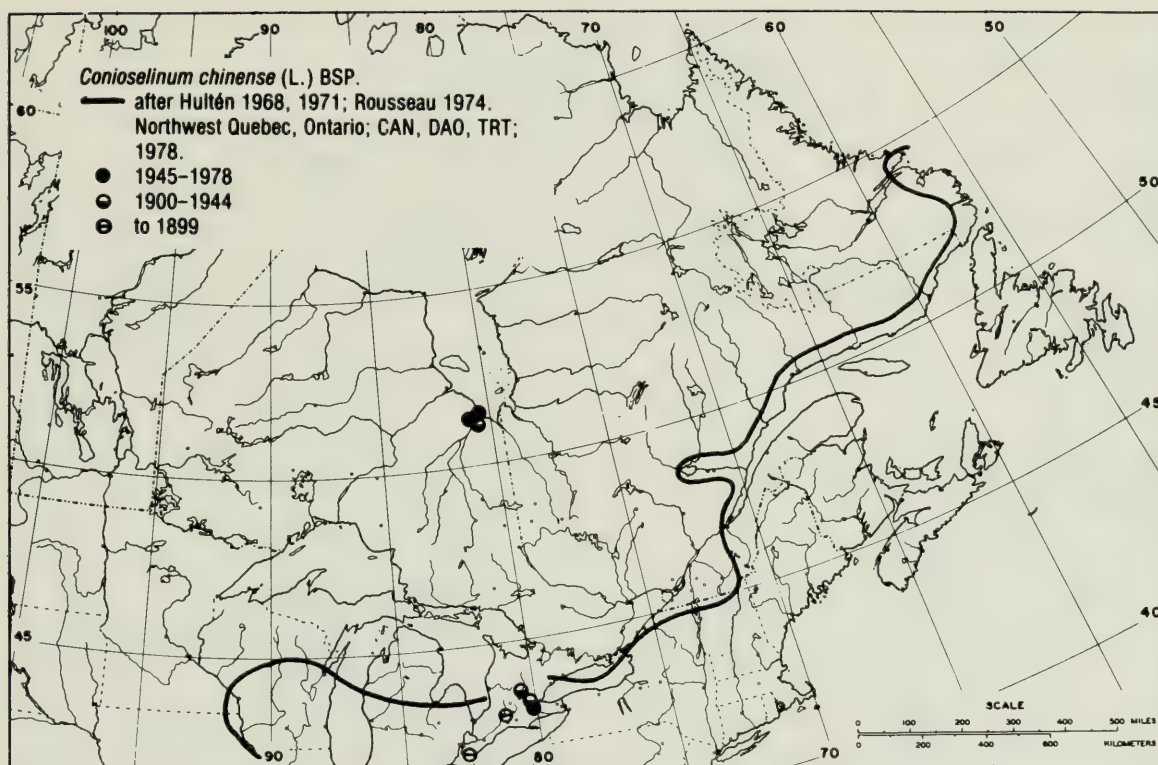 100 90 80 70 60 50
Conioselinum chinense (L.) BSP.
after Hultén 1968, 1971; Rousseau 1974.
Northwest Quebec, Ontario; CAN, DAO, TRT;
1978.
1945–1978
1900–1944
to 1899
60
55
45
50
45
40
90
80
70
SCALE
100 0 100 200 300 400 500 MILES
200 0 200 400 600 KILOMETERS